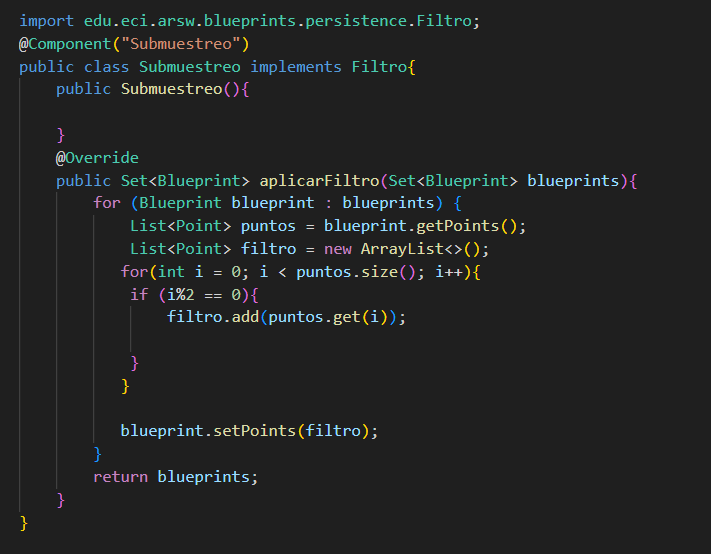 import edu.eci.arsw.blueprints.persistence.Filtro;
@Component("Submuestreo")
public class Submuestreo implements Filtro{
    public Submuestreo(){

    }
    @Override
    public Set<Blueprint> aplicarFiltro(Set<Blueprint> blueprints){
        for (Blueprint blueprint : blueprints) {
            List<Point> puntos = blueprint.getPoints();
            List<Point> filtro = new ArrayList<>();
           for(int i = 0; i < puntos.size(); i++){
            if (i%2 == 0){
                filtro.add(puntos.get(i));

            }
           }

           blueprint.setPoints(filtro);
        }
        return blueprints;
    }
}